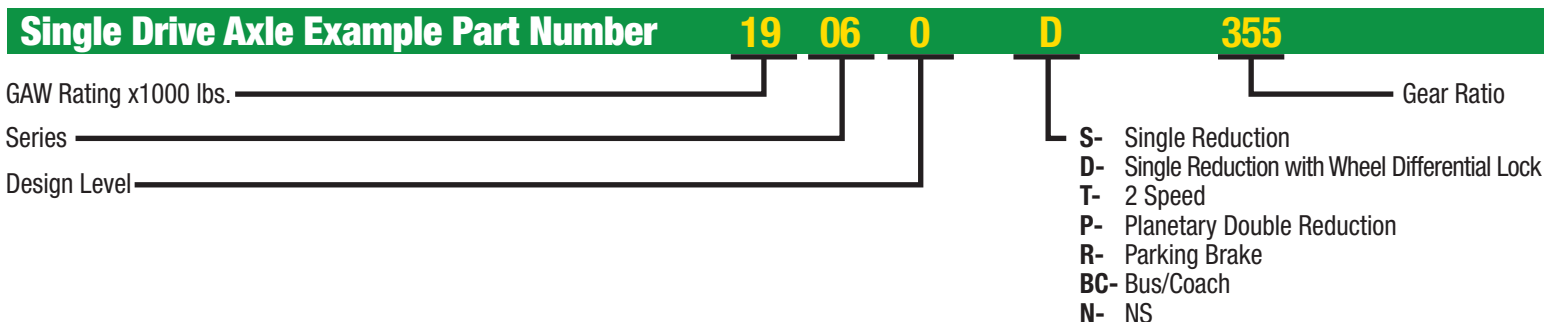 Single Drive Axle Example Part Number 19 06 0 D 355
GAW Rating x1000 lbs.
Gear Ratio
Series
Design Level
S- Single Reduction
D- Single Reduction with Wheel Differential Lock
T- 2 Speed
P- Planetary Double Reduction
R- Parking Brake
BC- Bus/Coach
N- NS